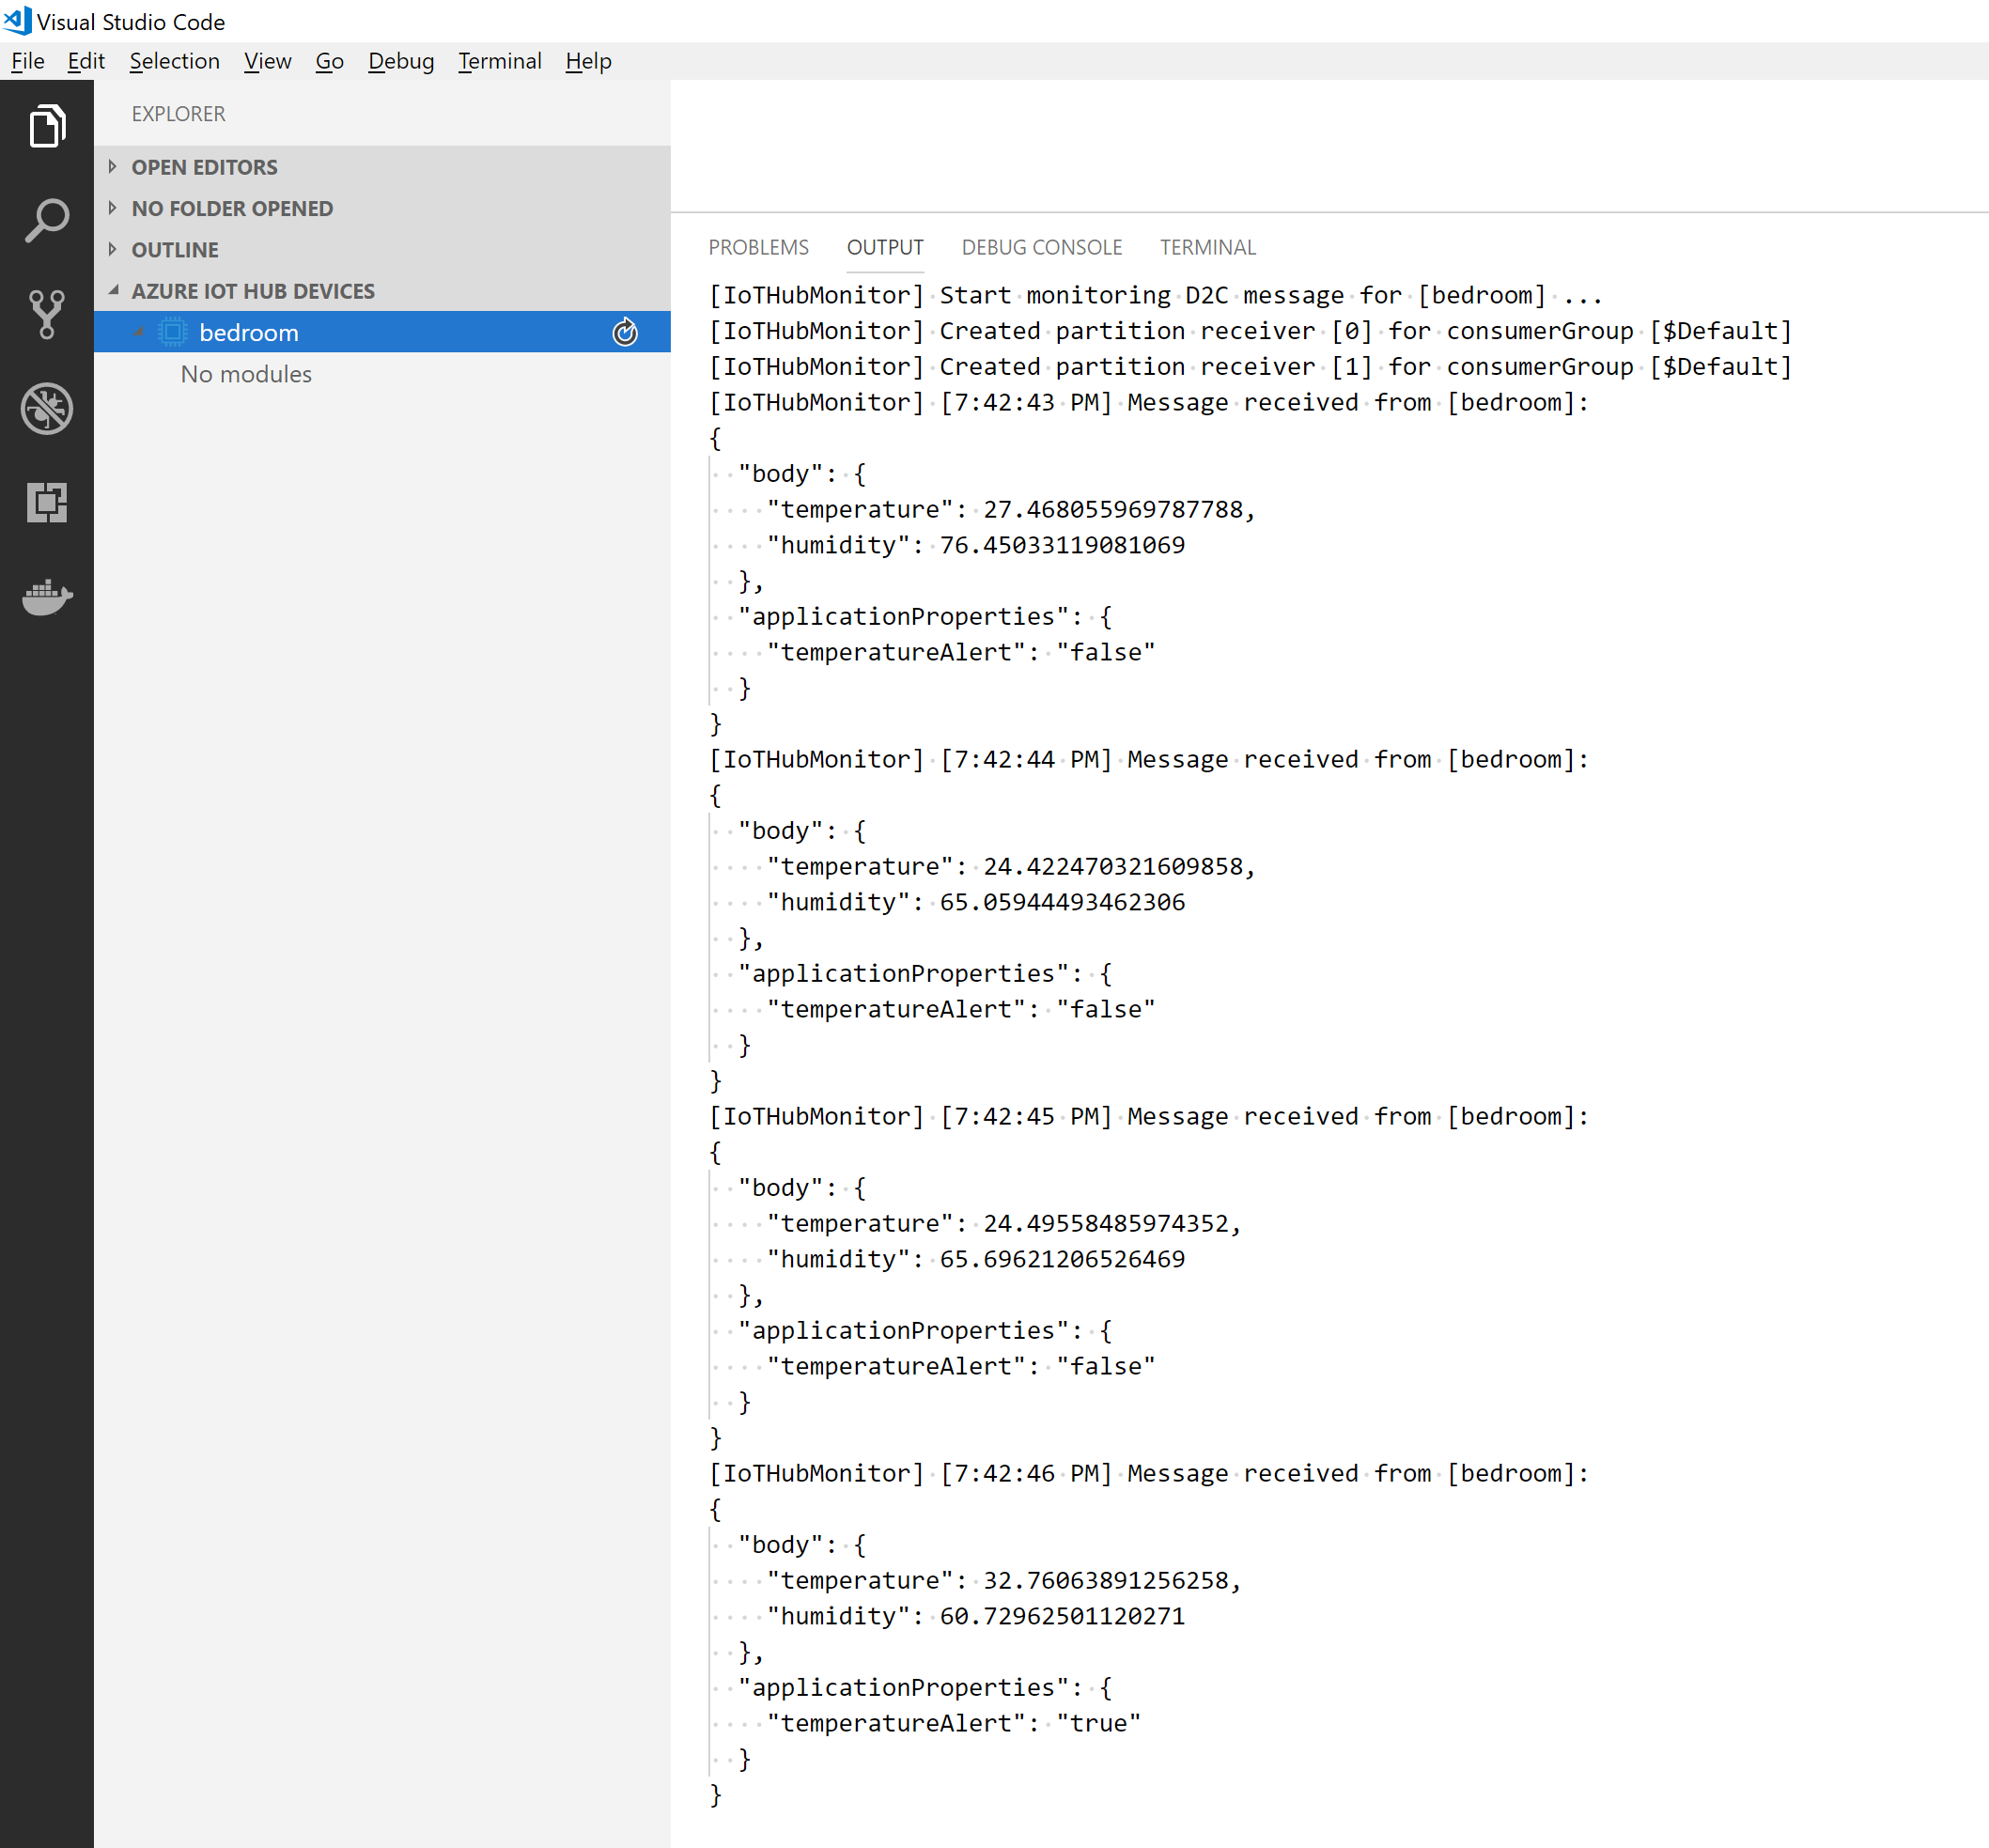 Visual Studio Code
File Edit Selection View Go Debug Terminal Help
EXPLORER
OPEN EDITORS
NO FOLDER OPENED
OUTLINE
AZURE IOT HUB DEVICES
bedroom
No modules
PROBLEMS OUTPUT DEBUG CONSOLE TERMINAL
[IoTHubMonitor] Start monitoring D2C message for [bedroom] ...
[IoTHubMonitor] Created partition receiver [0] for consumerGroup [$Default]
[IoTHubMonitor] Created partition receiver [1] for consumerGroup [$Default]
[IoTHubMonitor] [7:42:43 PM] Message received from [bedroom]:
{
  "body": {
    "temperature": 27.468055969787788,
    "humidity": 76.45033119081069
  },
  "applicationProperties": {
    "temperatureAlert": "false"
  }
}
[IoTHubMonitor] [7:42:44 PM] Message received from [bedroom]:
{
  "body": {
    "temperature": 24.422470321609858,
    "humidity": 65.05944493462306
  },
  "applicationProperties": {
    "temperatureAlert": "false"
  }
}
[IoTHubMonitor] [7:42:45 PM] Message received from [bedroom]:
{
  "body": {
    "temperature": 24.49558485974352,
    "humidity": 65.69621206526469
  },
  "applicationProperties": {
    "temperatureAlert": "false"
  }
}
[IoTHubMonitor] [7:42:46 PM] Message received from [bedroom]:
{
  "body": {
    "temperature": 32.76063891256258,
    "humidity": 60.72962501120271
  },
  "applicationProperties": {
    "temperatureAlert": "true"
  }
}